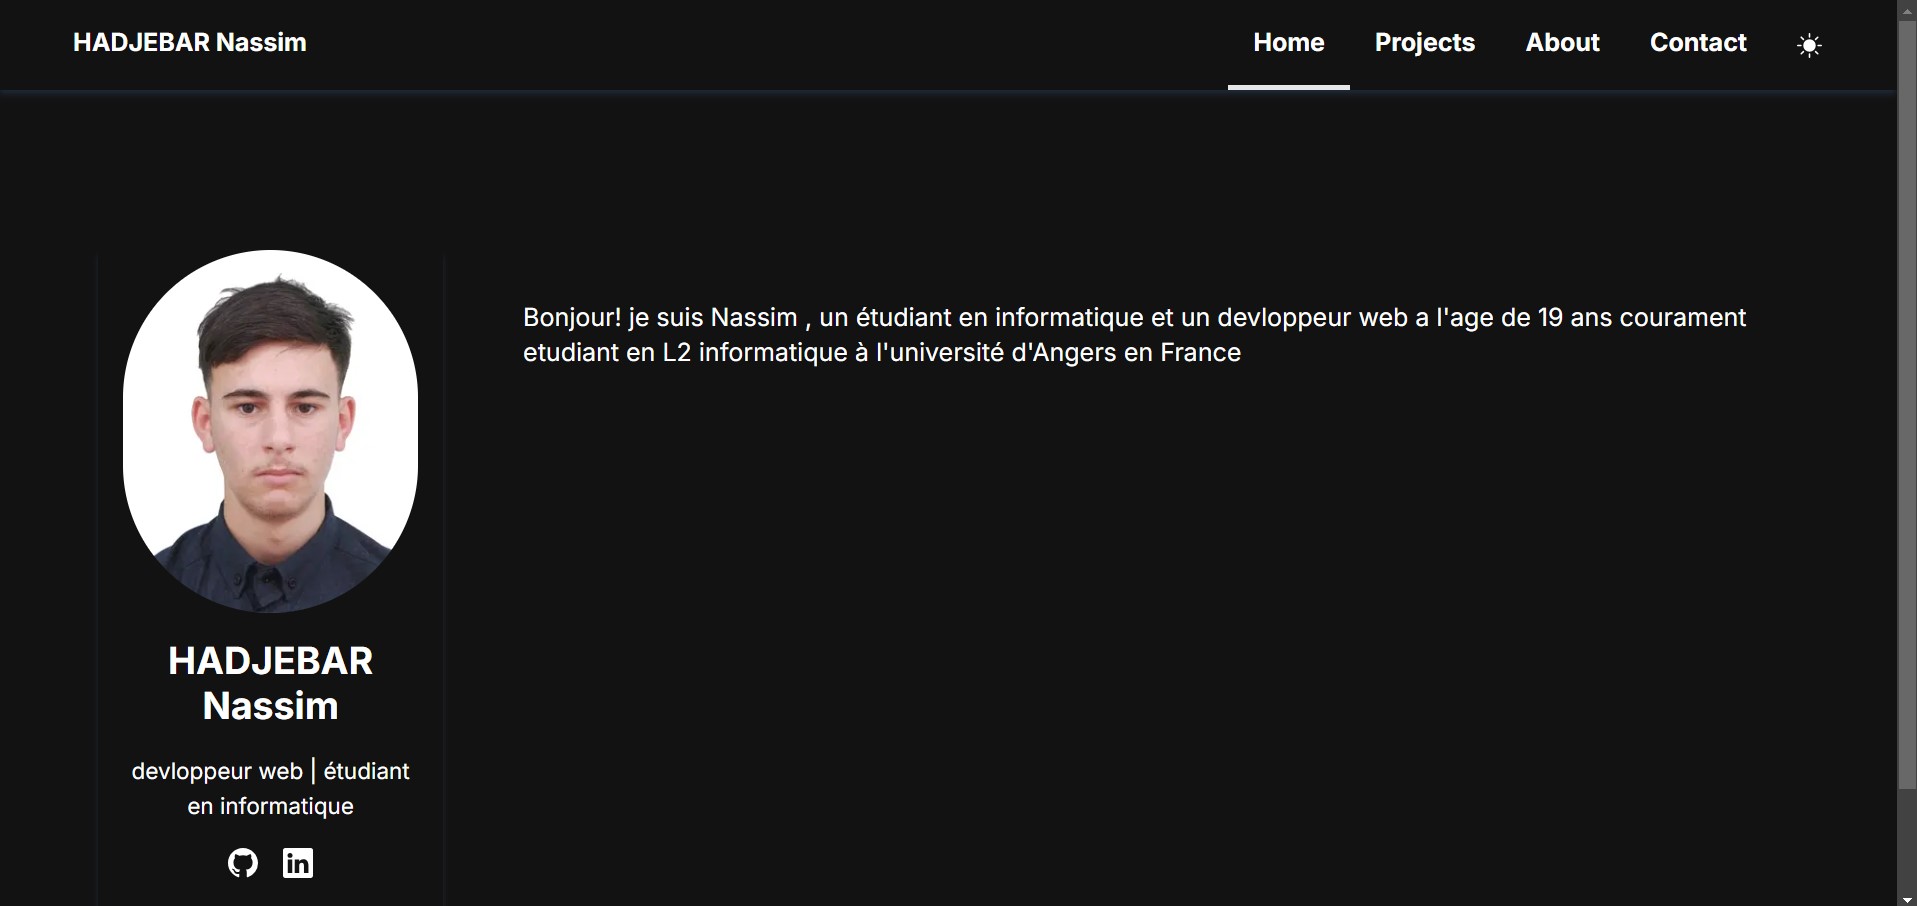 HADJEBAR Nassim
Home
Projects
About
Contact
Bonjour! je suis Nassim , un étudiant en informatique et un devloppeur web a l'age de 19 ans courament
etudiant en L2 informatique à l'université d'Angers en France
HADJEBAR
Nassim
devloppeur web | étudiant
en informatique
in